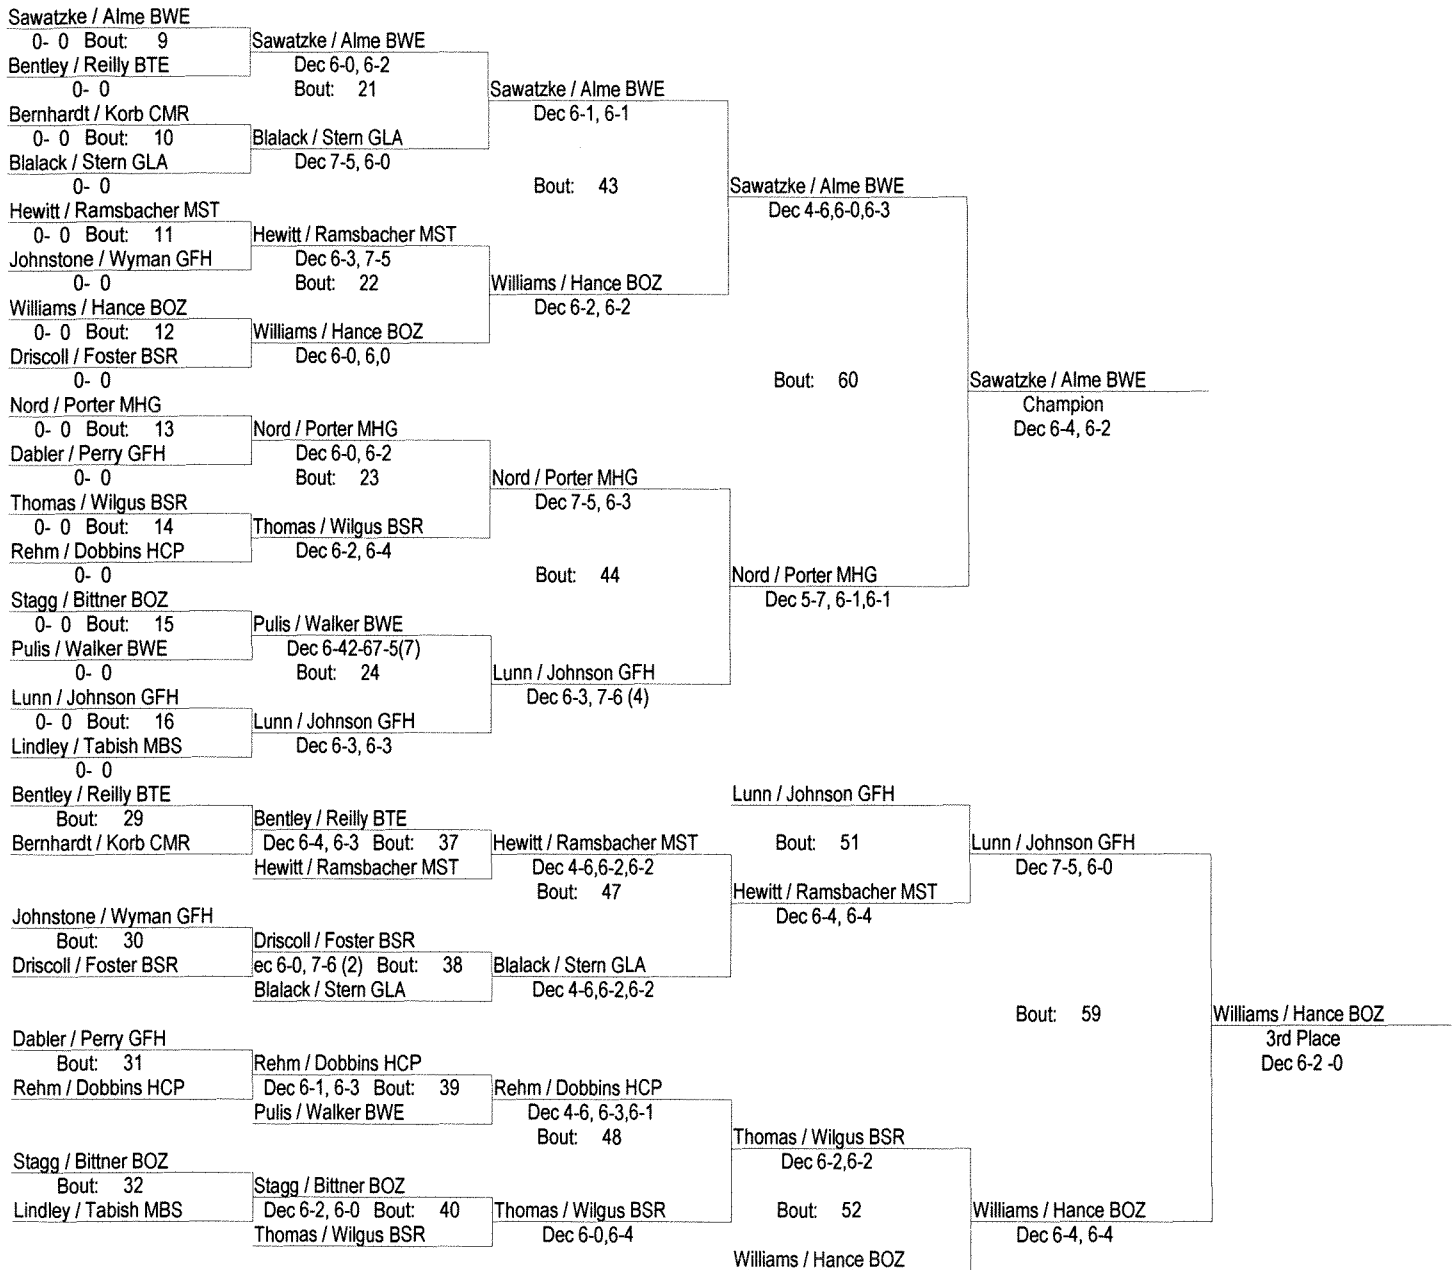 Sawatzke / Alme BWE
0- 0 Bout: 9
Bentley / Reilly BTE
0- 0
Bernhardt / Korb CMR
0- 0 Bout: 10
Blalack / Stern GLA
0- 0
Hewitt / Ramsbacher MST
0- 0 Bout: 11
Johnstone / Wyman GFH
0- 0
Williams / Hance BOZ
0- 0 Bout: 12
Driscoll / Foster BSR
0- 0
Nord / Porter MHG
0- 0 Bout: 13
Dabler / Perry GFH
0- 0
Thomas / Wilgus BSR
0- 0 Bout: 14
Rehm / Dobbins HCP
0- 0
Stagg / Bittner BOZ
0- 0 Bout: 15
Pulis / Walker BWE
0- 0
Lunn / Johnson GFH
0- 0 Bout: 16
Lindley / Tabish MBS
0- 0
Sawatzke / Alme BWE
Dec 6-0, 6-2
Bout: 21
Blalack / Stern GLA
Dec 7-5, 6-0
Hewitt / Ramsbacher MST
Dec 6-3, 7-5
Bout: 22
Williams / Hance BOZ
Dec 6-0, 6,0
Nord / Porter MHG
Dec 6-0, 6-2
Bout: 23
Thomas / Wilgus BSR
Dec 6-2, 6-4
Pulis / Walker BWE
Dec 6-42-67-5(7)
Bout: 24
Lunn / Johnson GFH
Dec 6-3, 6-3
Sawatzke / Alme BWE
Dec 6-1, 6-1
Bout: 43
Williams / Hance BOZ
Dec 6-2, 6-2
Nord / Porter MHG
Dec 7-5, 6-3
Bout: 44
Lunn / Johnson GFH
Dec 6-3, 7-6 (4)
Sawatzke / Alme BWE
Dec 4-6,6-0,6-3
Bout: 60
Nord / Porter MHG
Dec 5-7, 6-1,6-1
Sawatzke / Alme BWE
Champion
Dec 6-4, 6-2
Bentley / Reilly BTE
Bout: 29
Bernhardt / Korb CMR
Johnstone / Wyman GFH
Bout: 30
Driscoll / Foster BSR
Dabler / Perry GFH
Bout: 31
Rehm / Dobbins HCP
Stagg / Bittner BOZ
Bout: 32
Lindley / Tabish MBS
Bentley / Reilly BTE
Dec 6-4, 6-3 Bout: 37
Hewitt / Ramsbacher MST
Driscoll / Foster BSR
ec 6-0, 7-6 (2) Bout: 38
Blalack / Stern GLA
Rehm / Dobbins HCP
Dec 6-1, 6-3 Bout: 39
Pulis / Walker BWE
Stagg / Bittner BOZ
Dec 6-2, 6-0 Bout: 40
Thomas / Wilgus BSR
Hewitt / Ramsbacher MST
Dec 4-6,6-2,6-2
Bout: 47
Blalack / Stern GLA
Dec 4-6,6-2,6-2
Rehm / Dobbins HCP
Dec 4-6, 6-3,6-1
Bout: 48
Thomas / Wilgus BSR
Dec 6-0,6-4
Lunn / Johnson GFH
Bout: 51
Hewitt / Ramsbacher MST
Dec 6-4, 6-4
Thomas / Wilgus BSR
Dec 6-2,6-2
Bout: 52
Williams / Hance BOZ
Lunn / Johnson GFH
Dec 7-5, 6-0
Bout: 59
Williams / Hance BOZ
Dec 6-4, 6-4
Williams / Hance BOZ
3rd Place
Dec 6-2 -0